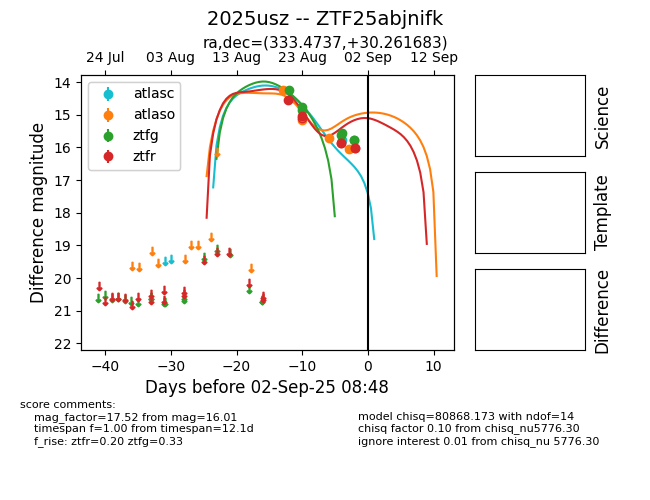 2025usz -- ZTF25abjnifk
ra,dec=(333.4737,+30.261683)
24 Jul 03 Aug 13 Aug 23 Aug 02 Sep 12 Sep
atlasc
atlaso
ztfg
ztfr
14
15
16
17
18
19
20
21
22
Difference magnitude
−40 −30 −20 −10 0 10
Days before 02-Sep-25 08:48
Science
Template
Difference
score comments:
mag_factor=17.52 from mag=16.01
timespan f=1.00 from timespan=12.1d
f_rise: ztfr=0.20 ztfg=0.33
model chisq=80868.173 with ndof=14
chisq factor 0.10 from chisq_nu5776.30
ignore interest 0.01 from chisq_nu 5776.30